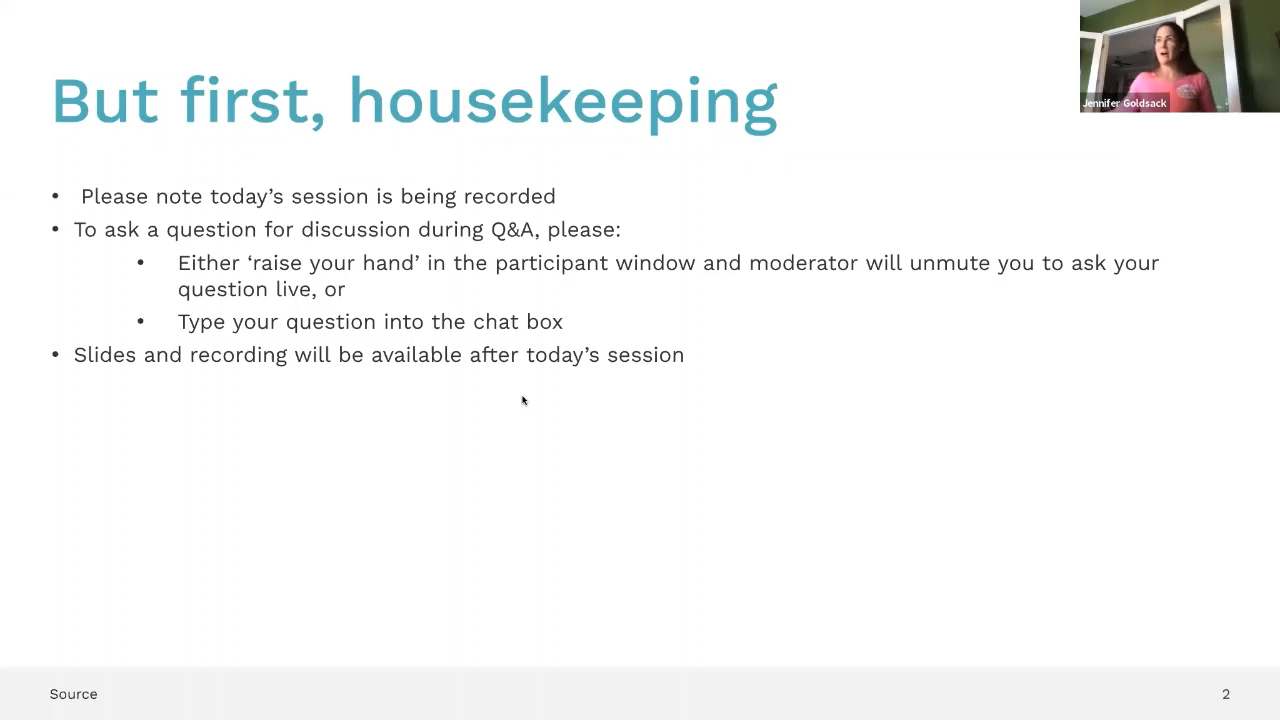 But first, housekeeping
Jennifer Goldsack
• Please note today’s session is being recorded
• To ask a question for discussion during Q&A, please:
• Either ‘raise your hand’ in the participant window and moderator will unmute you to ask your
question live, or
• Type your question into the chat box
• Slides and recording will be available after today’s session
Source
2